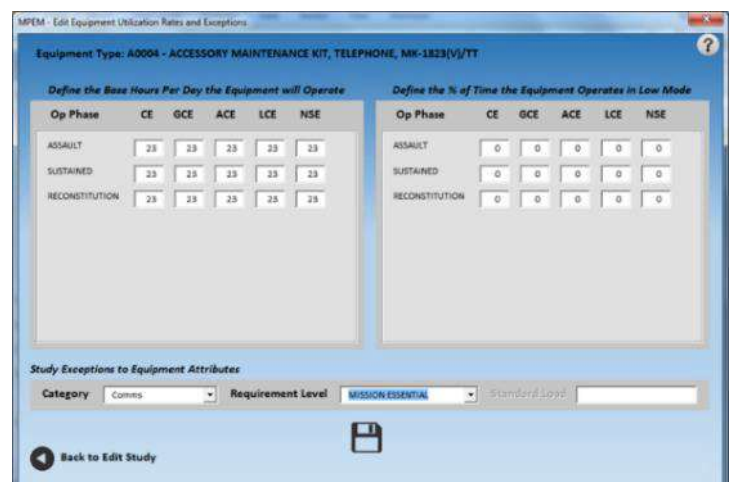 MPEM - Edit Equipment Utilization Rates and Exceptions
?
Equipment Type: A0004 - ACCESSORY MAINTENANCE KIT, TELEPHONE, MK-1823(V)/TT
Define the Base Hours Per Day the Equipment will Operate
Op Phase CE GCE ACE LCE NSE
ASSAULT 23 23 23 23 23
SUSTAINED 23 23 23 23 23
RECONSTITUTION 23 23 23 23 23
Define the % of Time the Equipment Operates in Low Mode
Op Phase CE GCE ACE LCE NSE
ASSAULT 0 0 0 0 0
SUSTAINED 0 0 0 0 0
RECONSTITUTION 0 0 0 0 0
Study Exceptions to Equipment Attributes
Category Comms Requirement Level MISSION ESSENTIAL Standard Load
Back to Edit Study